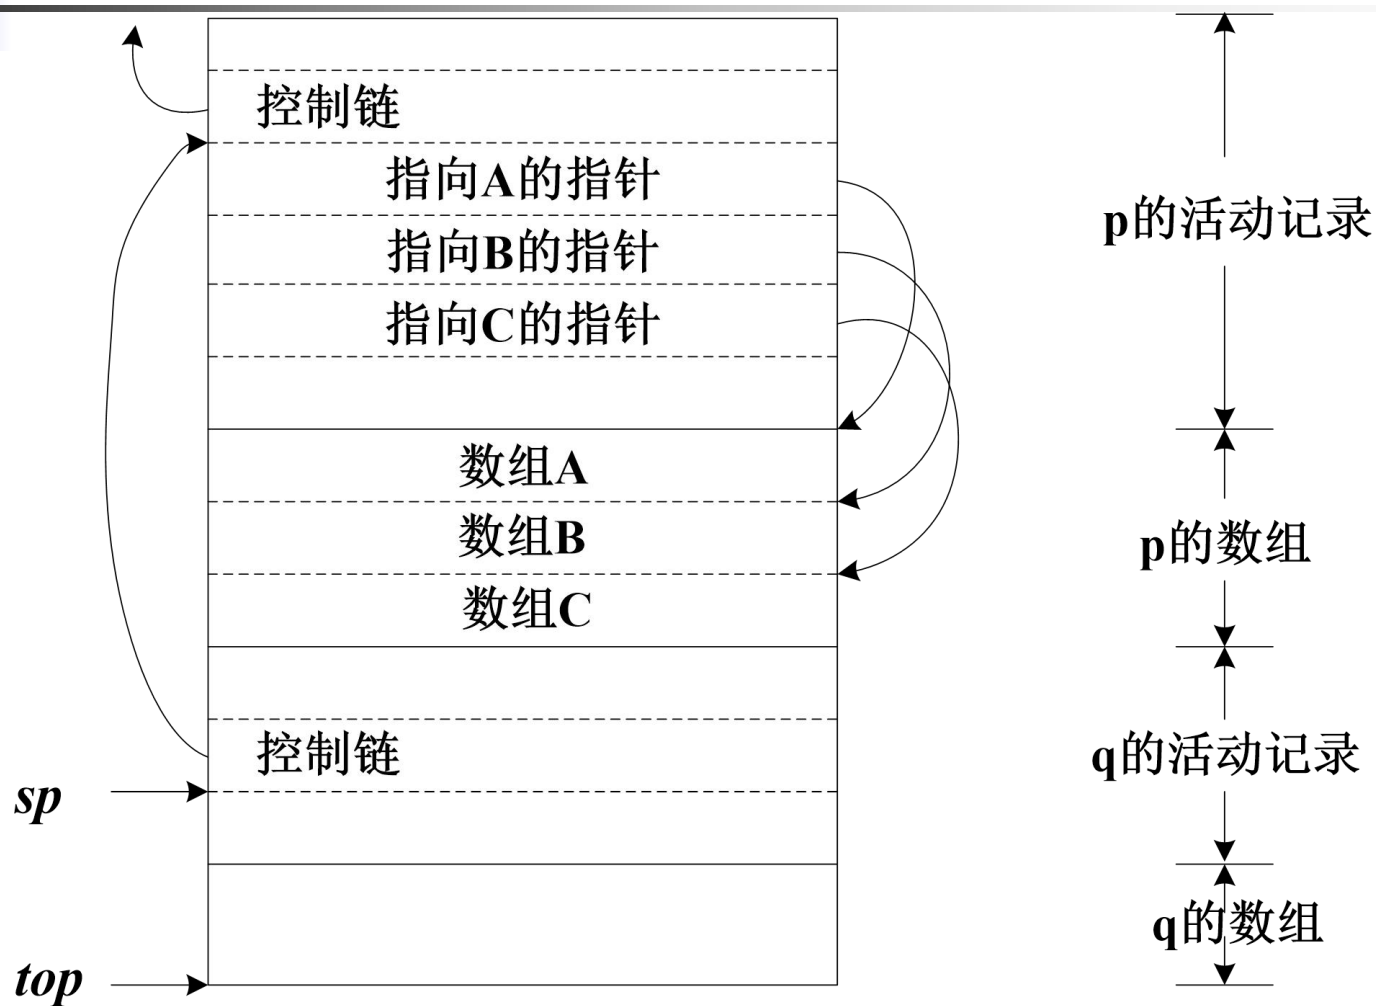 控制链
指向A的指针
p的活动记录
指向B的指针
指向C的指针
数组A
数组B
p的数组
数组C
控制链
q的活动记录
sp
q的数组
top